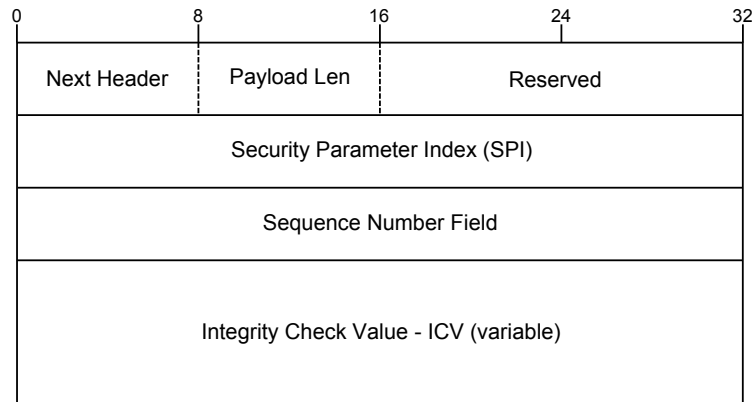 0 8 16 24 32
Next Header Payload Len Reserved
Security Parameter Index (SPI)
Sequence Number Field
Integrity Check Value - ICV (variable)